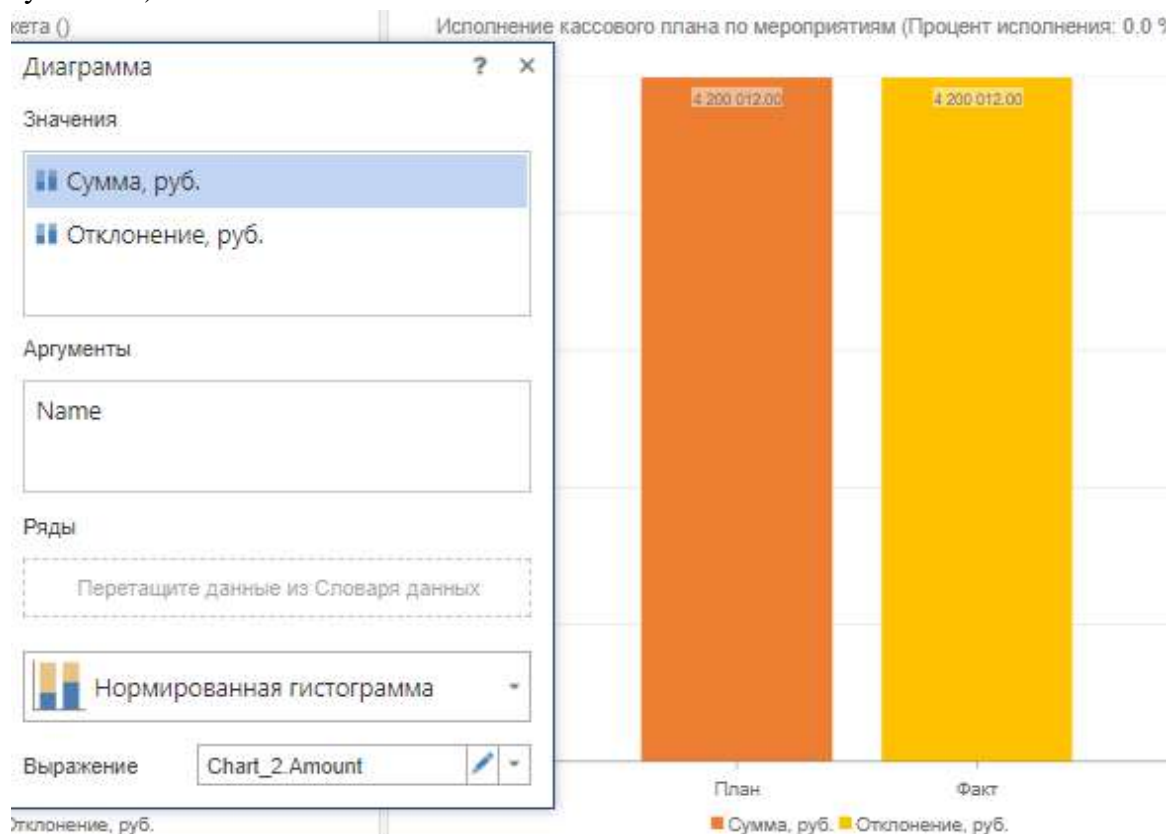 кета ()
Исполнение кассового плана по мероприятиям (Процент исполнения: 0.0 %
Диаграмма ? ×
Значения
Сумма, руб.
Отклонение, руб.
Аргументы
Name
Ряды
Перетащите данные из Словаря данных
Нормированная гистограмма
Выражение Chart_2.Amount
4 200 012.00 4 200 012.00
План Факт
Сумма, руб. Отклонение, руб.
Отклонение, руб.